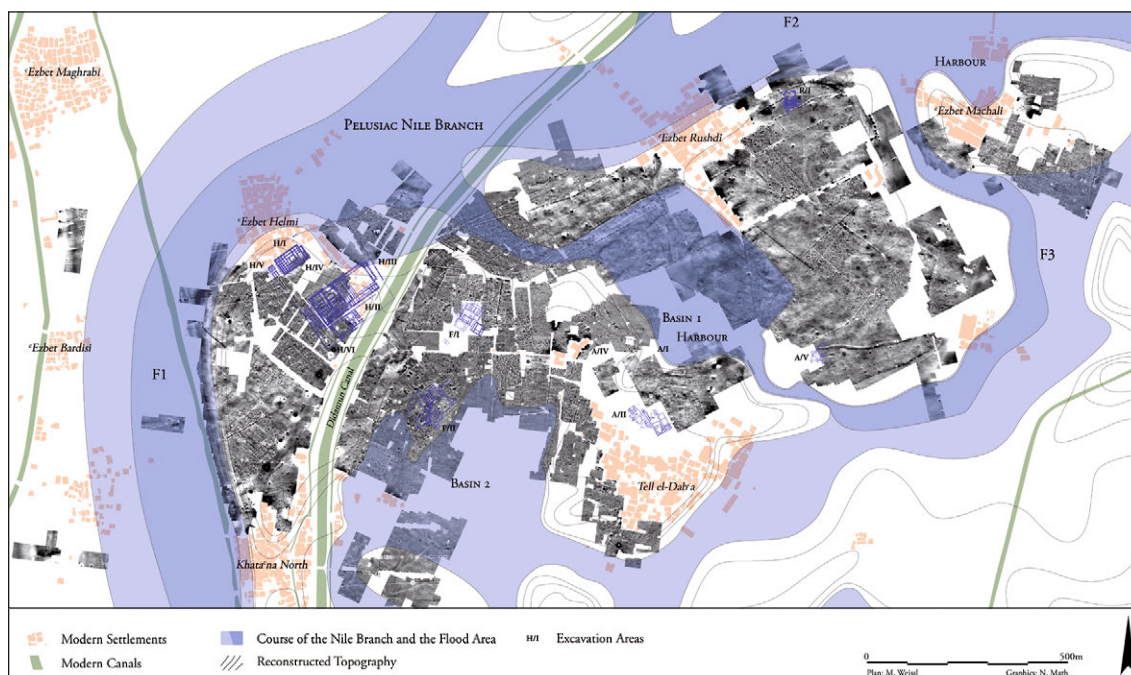 F2
HARBOUR
ʿEzbet Maghrabi
R/I
ʿEzbet Machali
PELUSIAC NILE BRANCH
ʿEzbet Rushdi
ʿEzbet Helmi
H/I
H/III
H/V
H/IV
F3
H/II
BASIN 1
F/I
HARBOUR
ʿEzbet Bardisi
H/VI
A/IV
A/I
A/V
F1
Didamun Canal
A/II
F/II
BASIN 2
Tell el-Dabʿa
Khataʿna North
Modern Settlements
Course of the Nile Branch and the Flood Area
H/I Excavation Areas
Modern Canals
Reconstructed Topography
0 500m
Plan: M. Weissl Graphics: N. Math